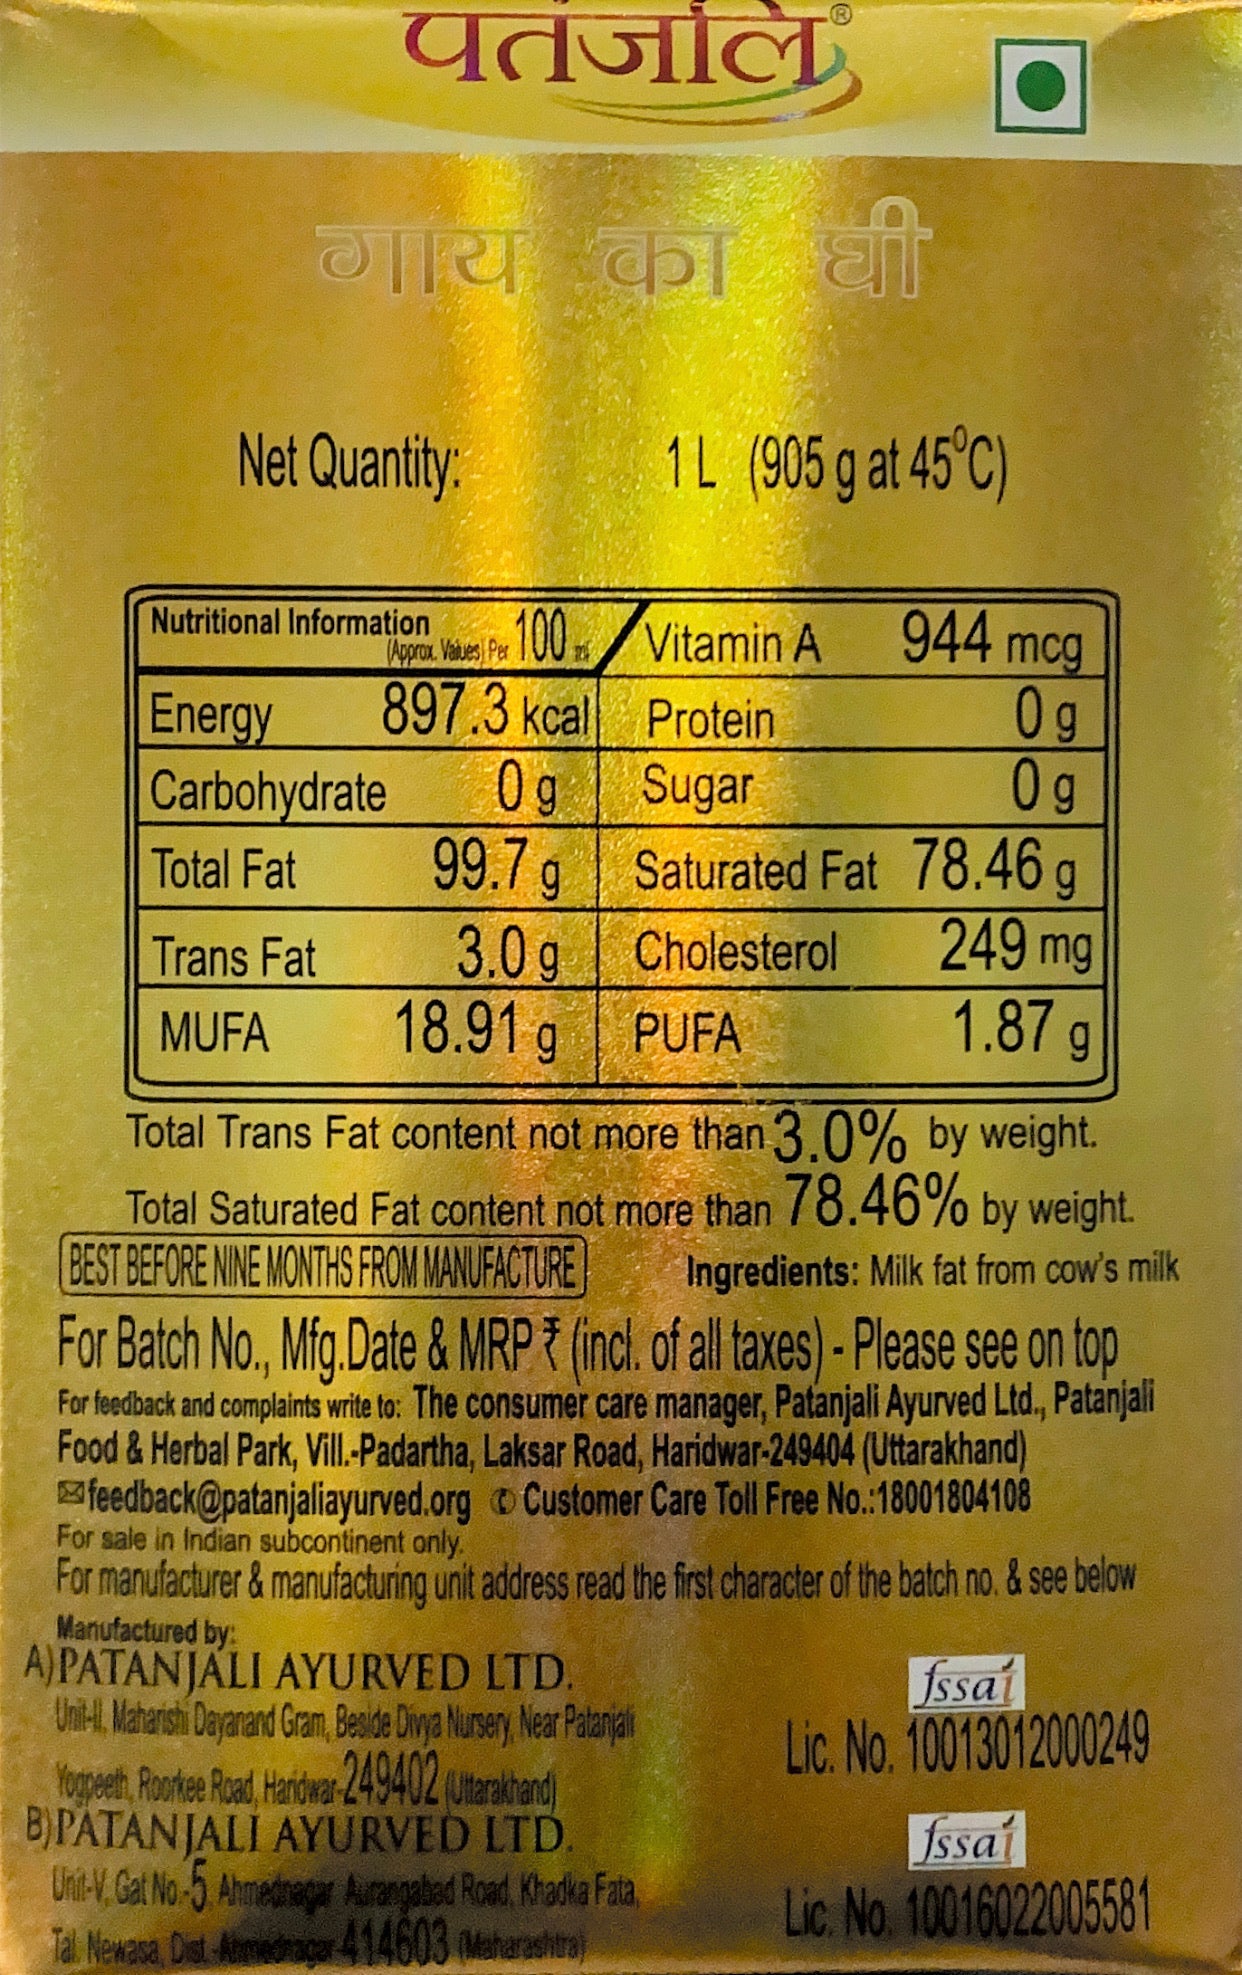 पतंजलि®
गाय का घी
Net Quantity: 1 L (905 g at 45°C)
Nutritional Information (Approx. Values) Per 100 ml Vitamin A 944 mcg
Energy 897.3 kcal Protein 0 g
Carbohydrate 0 g Sugar 0 g
Total Fat 99.7 g Saturated Fat 78.46 g
Trans Fat 3.0 g Cholesterol 249 mg
MUFA 18.91 g PUFA 1.87 g
Total Trans Fat content not more than 3.0% by weight.
Total Saturated Fat content not more than 78.46% by weight.
BEST BEFORE NINE MONTHS FROM MANUFACTURE Ingredients: Milk fat from cow's milk
For Batch No., Mfg.Date & MRP ₹ (incl. of all taxes) - Please see on top
For feedback and complaints write to: The consumer care manager, Patanjali Ayurved Ltd., Patanjali
Food & Herbal Park, Vill.-Padartha, Laksar Road, Haridwar-249404 (Uttarakhand)
feedback@patanjaliayurved.org Customer Care Toll Free No.:18001804108
For sale in Indian subcontinent only.
For manufacturer & manufacturing unit address read the first character of the batch no. & see below
Manufactured by:
A)PATANJALI AYURVED LTD.
Unit-II, Maharishi Dayanand Gram, Beside Divya Nursery, Near Patanjali
Yogpeeth, Roorkee Road, Haridwar-249402 (Uttarakhand)
fssai
Lic. No. 10013012000249
B)PATANJALI AYURVED LTD.
Unit-V, Gat No.-5, Ahmednagar Aurangabad Road, Khadka Fata,
Tal. Newasa, Dist.-Ahmednagar-414603 (Maharashtra)
fssai
Lic. No. 10016022005581